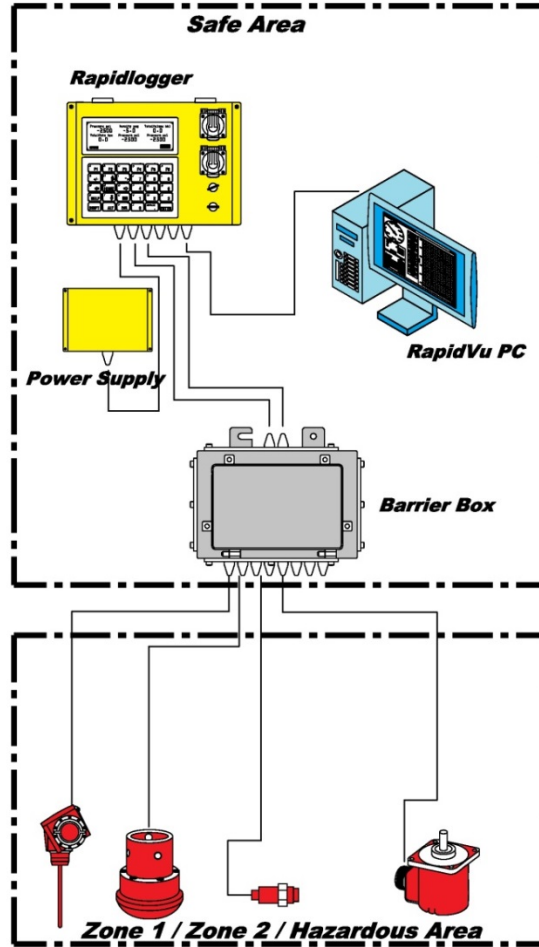 Safe Area
Rapidlogger
RapidVu PC
Power Supply
Barrier Box
Zone 1 / Zone 2 / Hazardous Area